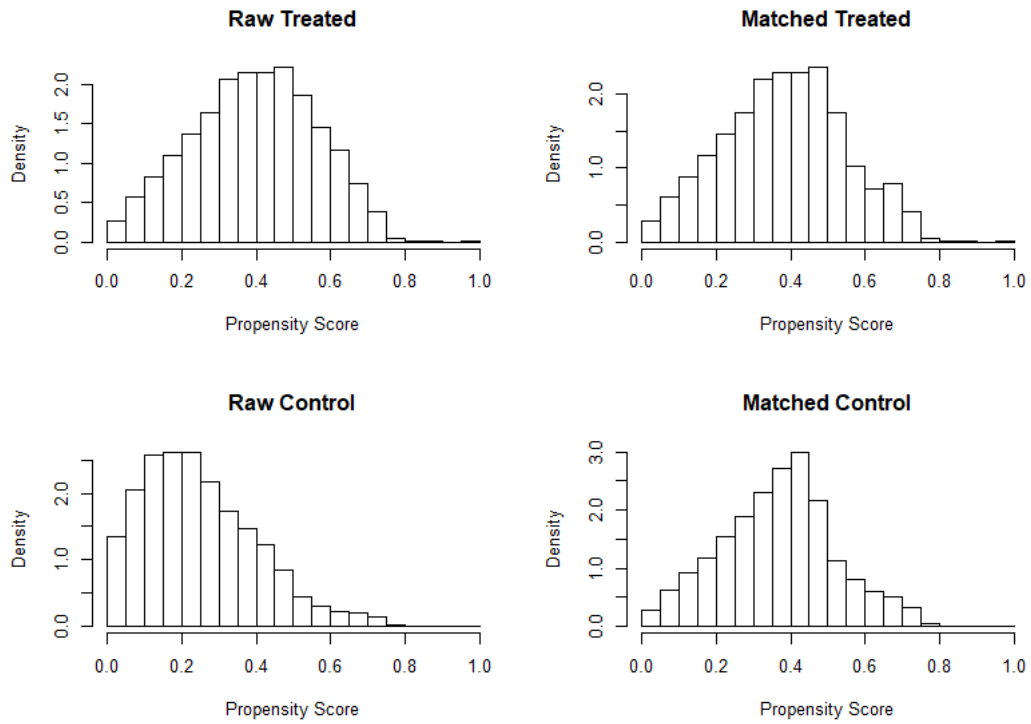 Raw Treated
Density
0.0 0.5 1.0 1.5 2.0
0.0 0.2 0.4 0.6 0.8 1.0
Propensity Score
Matched Treated
Density
0.0 1.0 2.0
0.0 0.2 0.4 0.6 0.8 1.0
Propensity Score
Raw Control
Density
0.0 1.0 2.0
0.0 0.2 0.4 0.6 0.8 1.0
Propensity Score
Matched Control
Density
0.0 1.0 2.0 3.0
0.0 0.2 0.4 0.6 0.8 1.0
Propensity Score